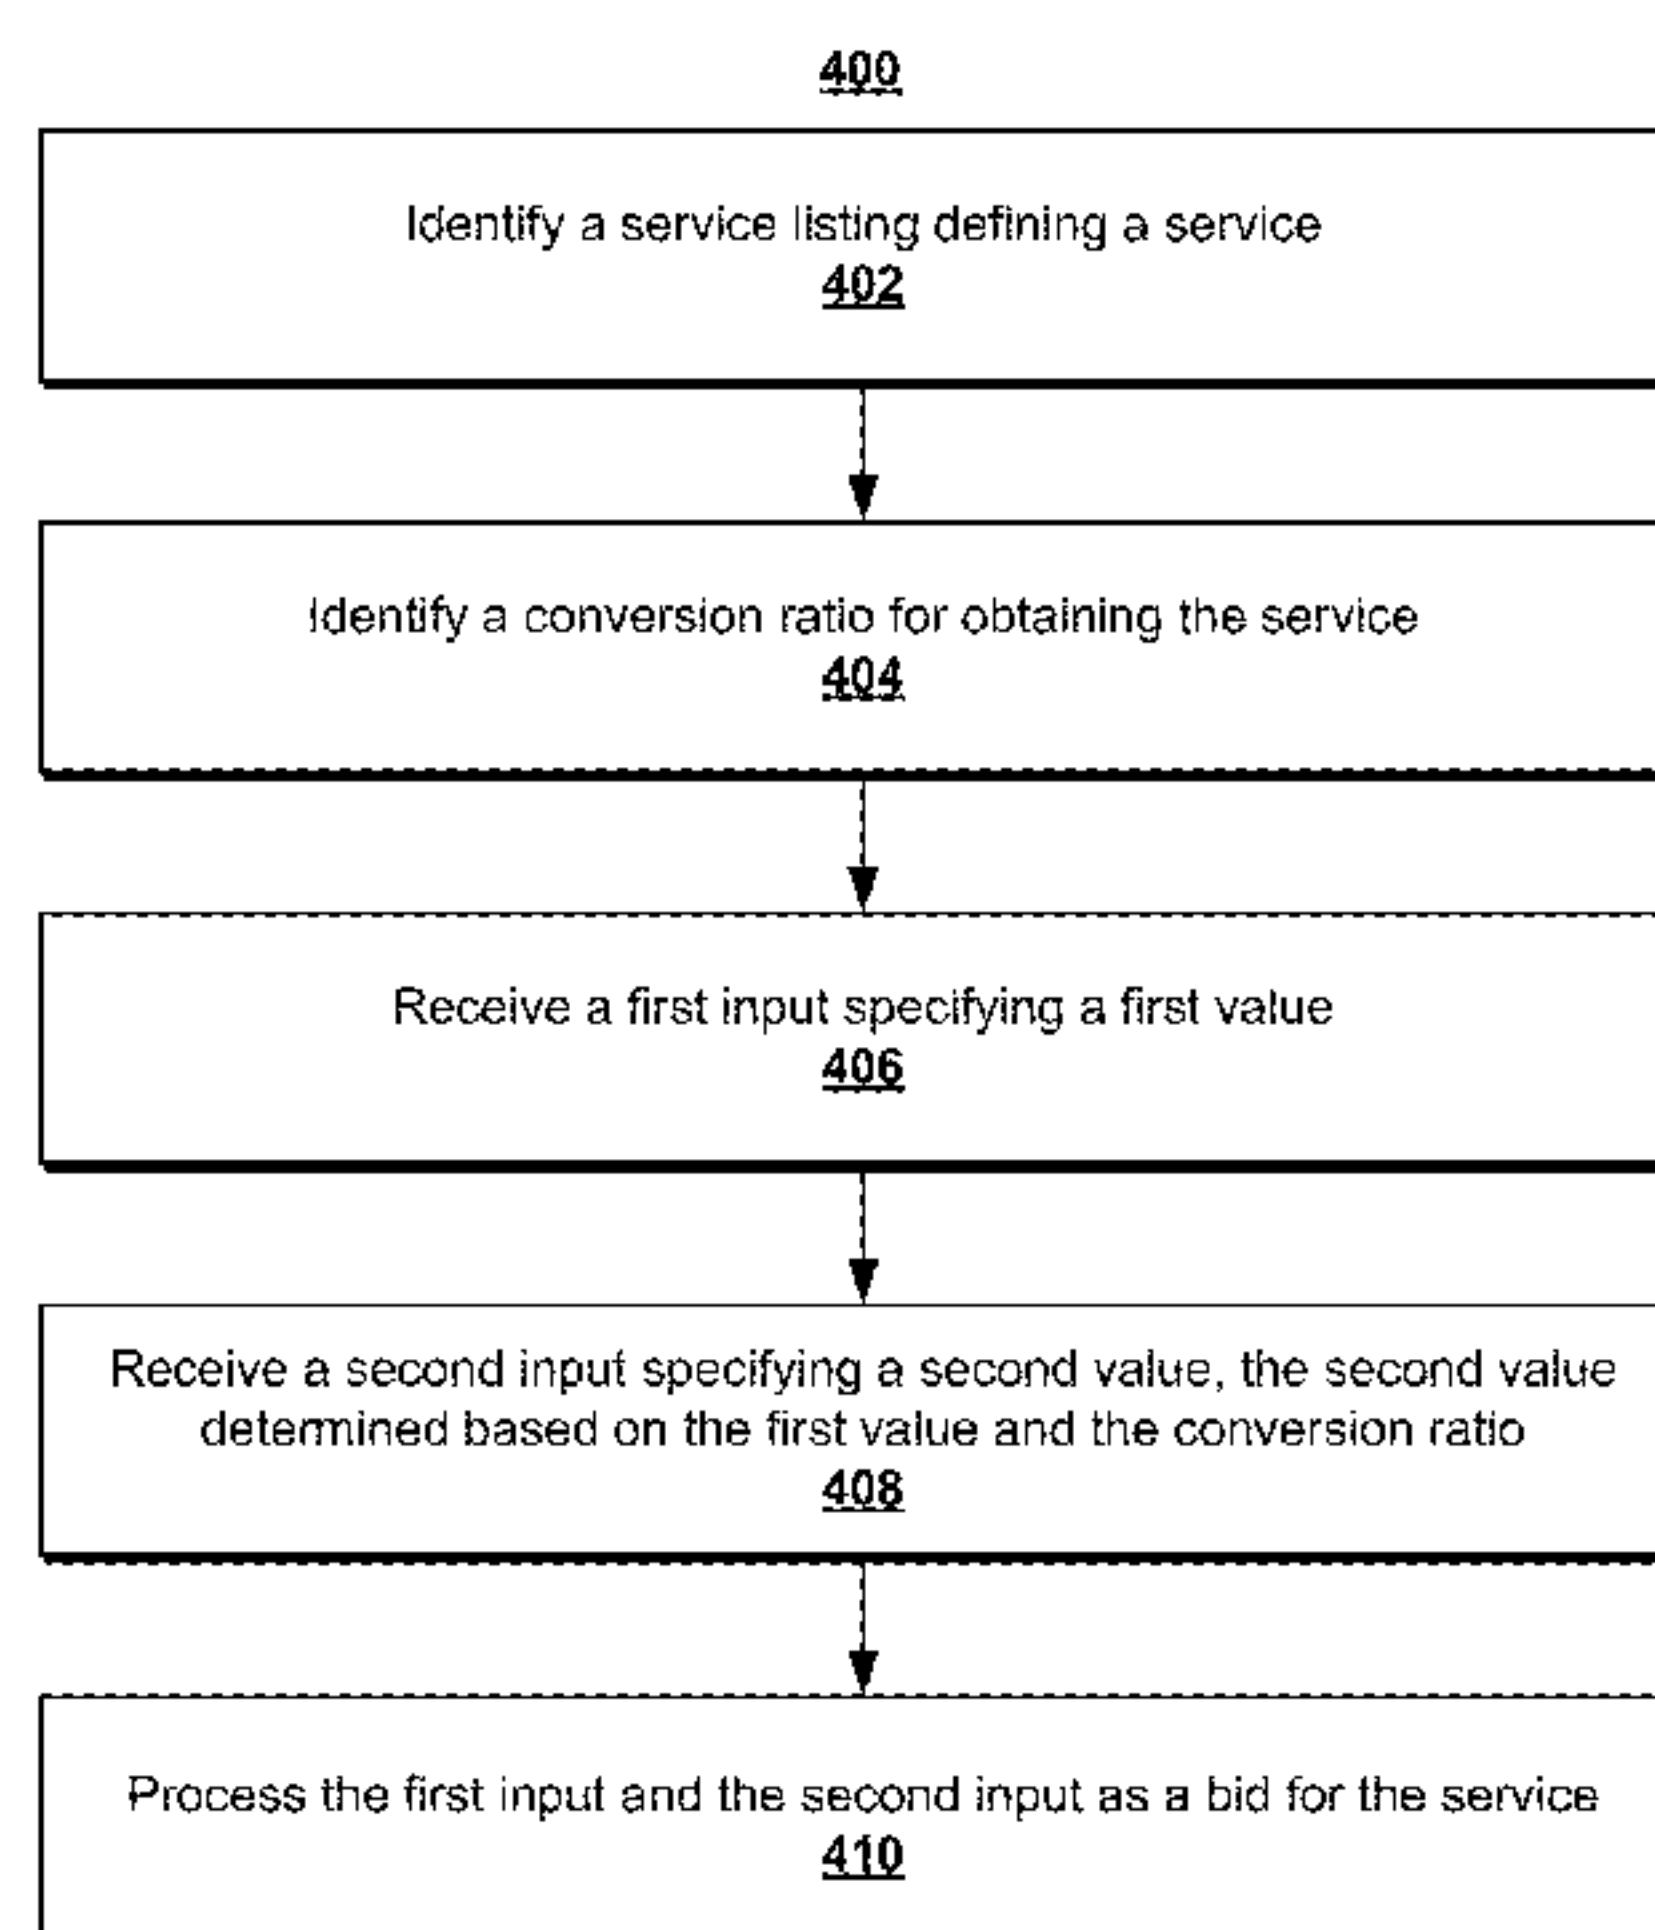 400
Identify a service listing defining a service
402
Identify a conversion ratio for obtaining the service
404
Receive a first input specifying a first value
406
Receive a second input specifying a second value, the second value
determined based on the first value and the conversion ratio
408
Process the first input and the second input as a bid for the service
410